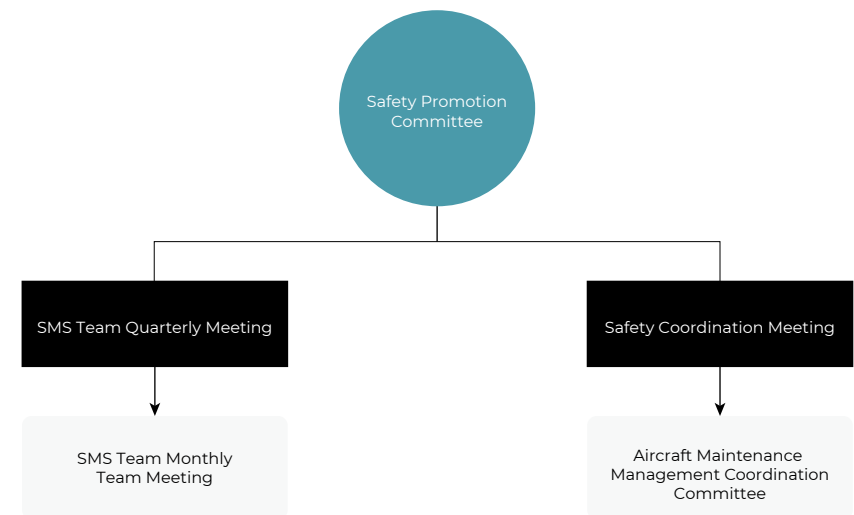 Safety Promotion
Committee
SMS Team Quarterly Meeting
Safety Coordination Meeting
SMS Team Monthly
Team Meeting
Aircraft Maintenance
Management Coordination
Committee